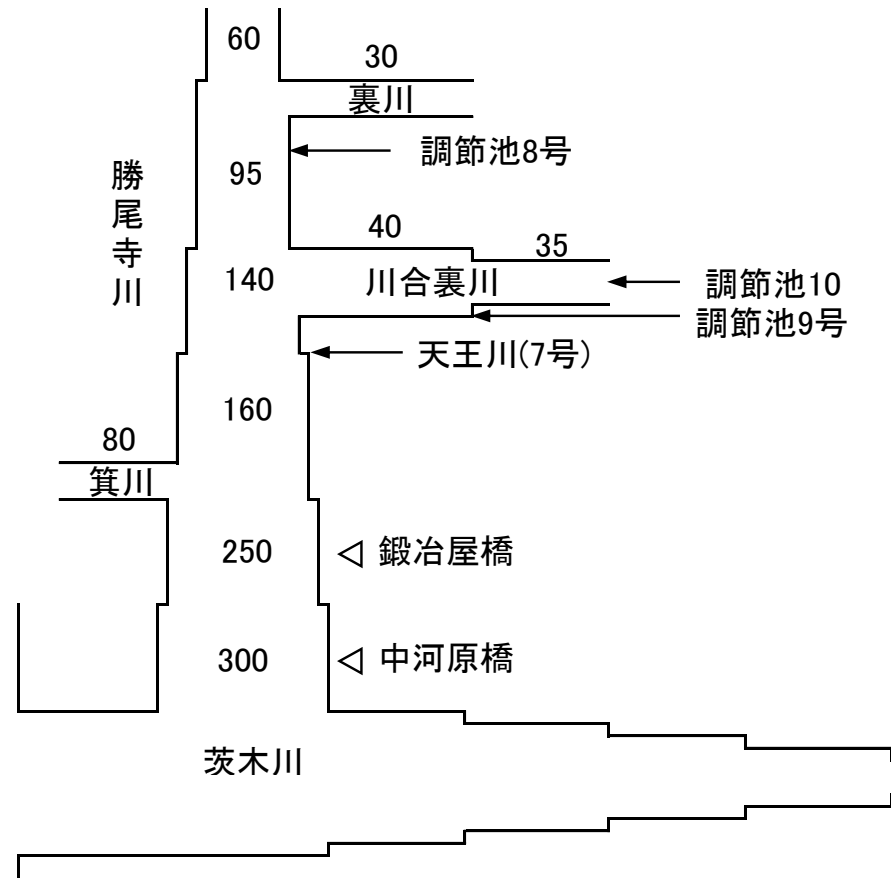 60
30
裏川
調節池8号
95
勝尾寺川
40
35
140
川合裏川
調節池10
調節池9号
天王川(7号)
160
80
箕川
250
鍛冶屋橋
300
中河原橋
茨木川